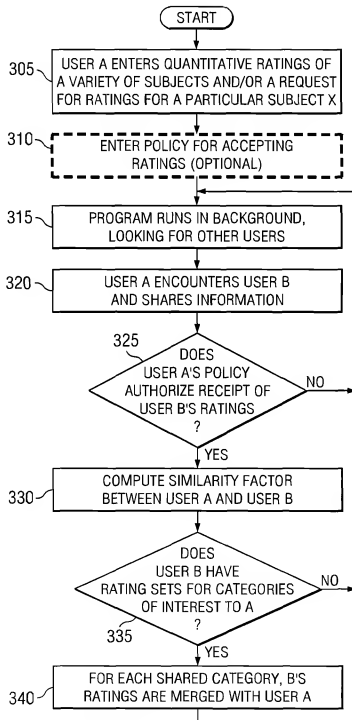 START
305
USER A ENTERS QUANTITATIVE RATINGS OF
A VARIETY OF SUBJECTS AND/OR A REQUEST
FOR RATINGS FOR A PARTICULAR SUBJECT X
310
ENTER POLICY FOR ACCEPTING
RATINGS (OPTIONAL)
315
PROGRAM RUNS IN BACKGROUND,
LOOKING FOR OTHER USERS
320
USER A ENCOUNTERS USER B
AND SHARES INFORMATION
325
DOES
USER A'S POLICY
AUTHORIZE RECEIPT OF
USER B'S RATINGS
?
NO
YES
330
COMPUTE SIMILARITY FACTOR
BETWEEN USER A AND USER B
DOES
USER B HAVE
RATING SETS FOR CATEGORIES
OF INTEREST TO A
?
NO
335
YES
340
FOR EACH SHARED CATEGORY, B'S
RATINGS ARE MERGED WITH USER A